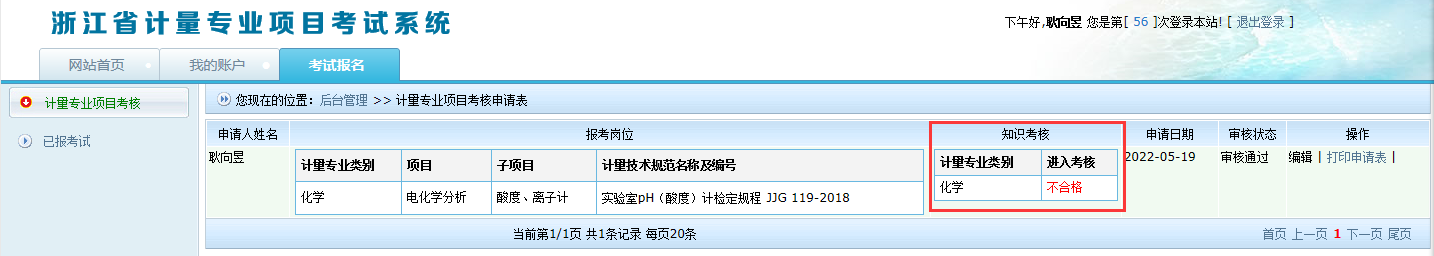 浙江省计量专业项目考试系统
下午好,耿向昱 您是第[ 56 ]次登录本站! [ 退出登录 ]
网站首页 我的账户 考试报名
计量专业项目考核
已报考试
您现在的位置：后台管理 >> 计量专业项目考核申请表
申请人姓名 报考岗位 知识考核 申请日期 审核状态 操作
耿向昱 2022-05-19 审核通过 编辑 | 打印申请表 |
计量专业类别 项目 子项目 计量技术规范名称及编号 计量专业类别 进入考核
化学 电化学分析 酸度、离子计 实验室pH（酸度）计检定规程 JJG 119-2018 化学 不合格
当前第1/1页 共1条记录 每页20条 首页 上一页 1 下一页 尾页